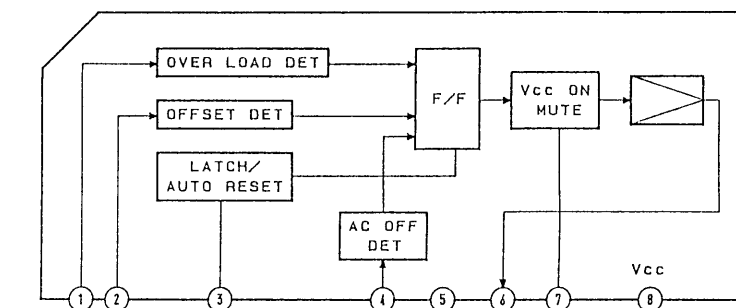 OVER LOAD DET
OFFSET DET
LATCH/
AUTO RESET
F/F
Vcc ON
MUTE
AC OFF
DET
Vcc
1 2 3 4 5 6 7 8